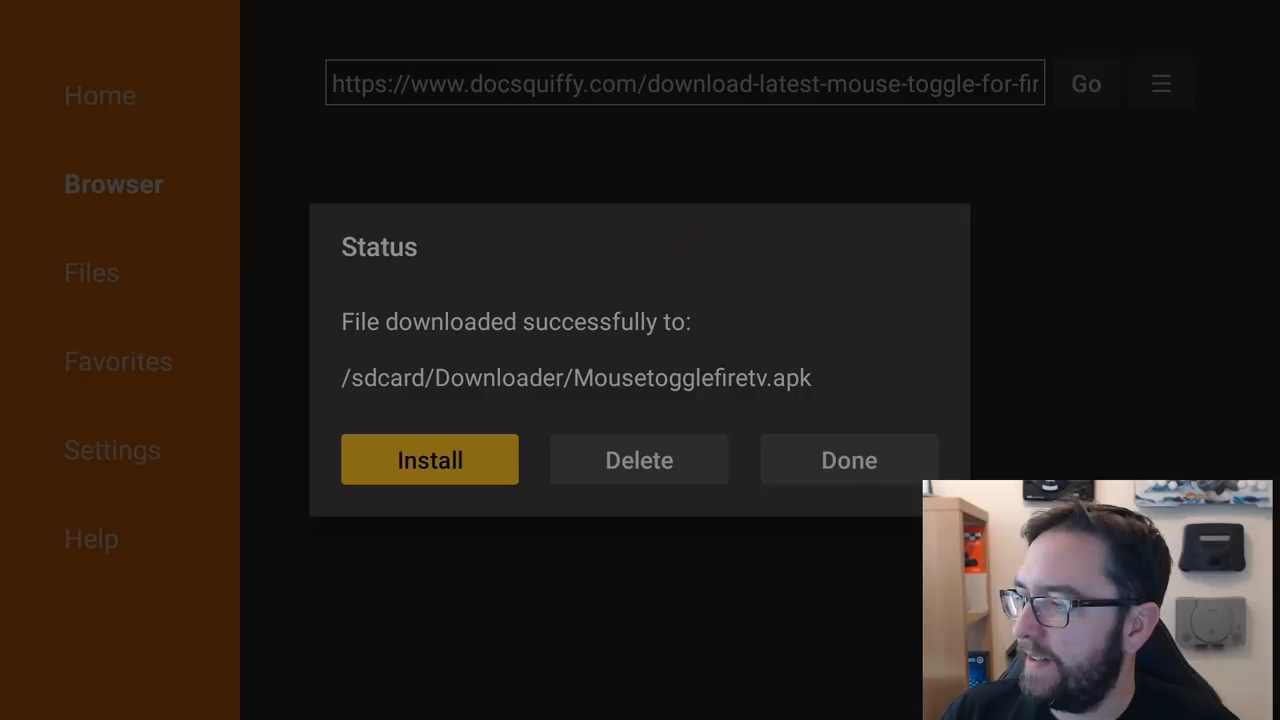 Home
Browser
Files
Favorites
Settings
Help
https://www.docsquiffy.com/download-latest-mouse-toggle-for-fir
Go
☰
Status
File downloaded successfully to:
/sdcard/Downloader/Mousetogglefiretv.apk
Install
Delete
Done